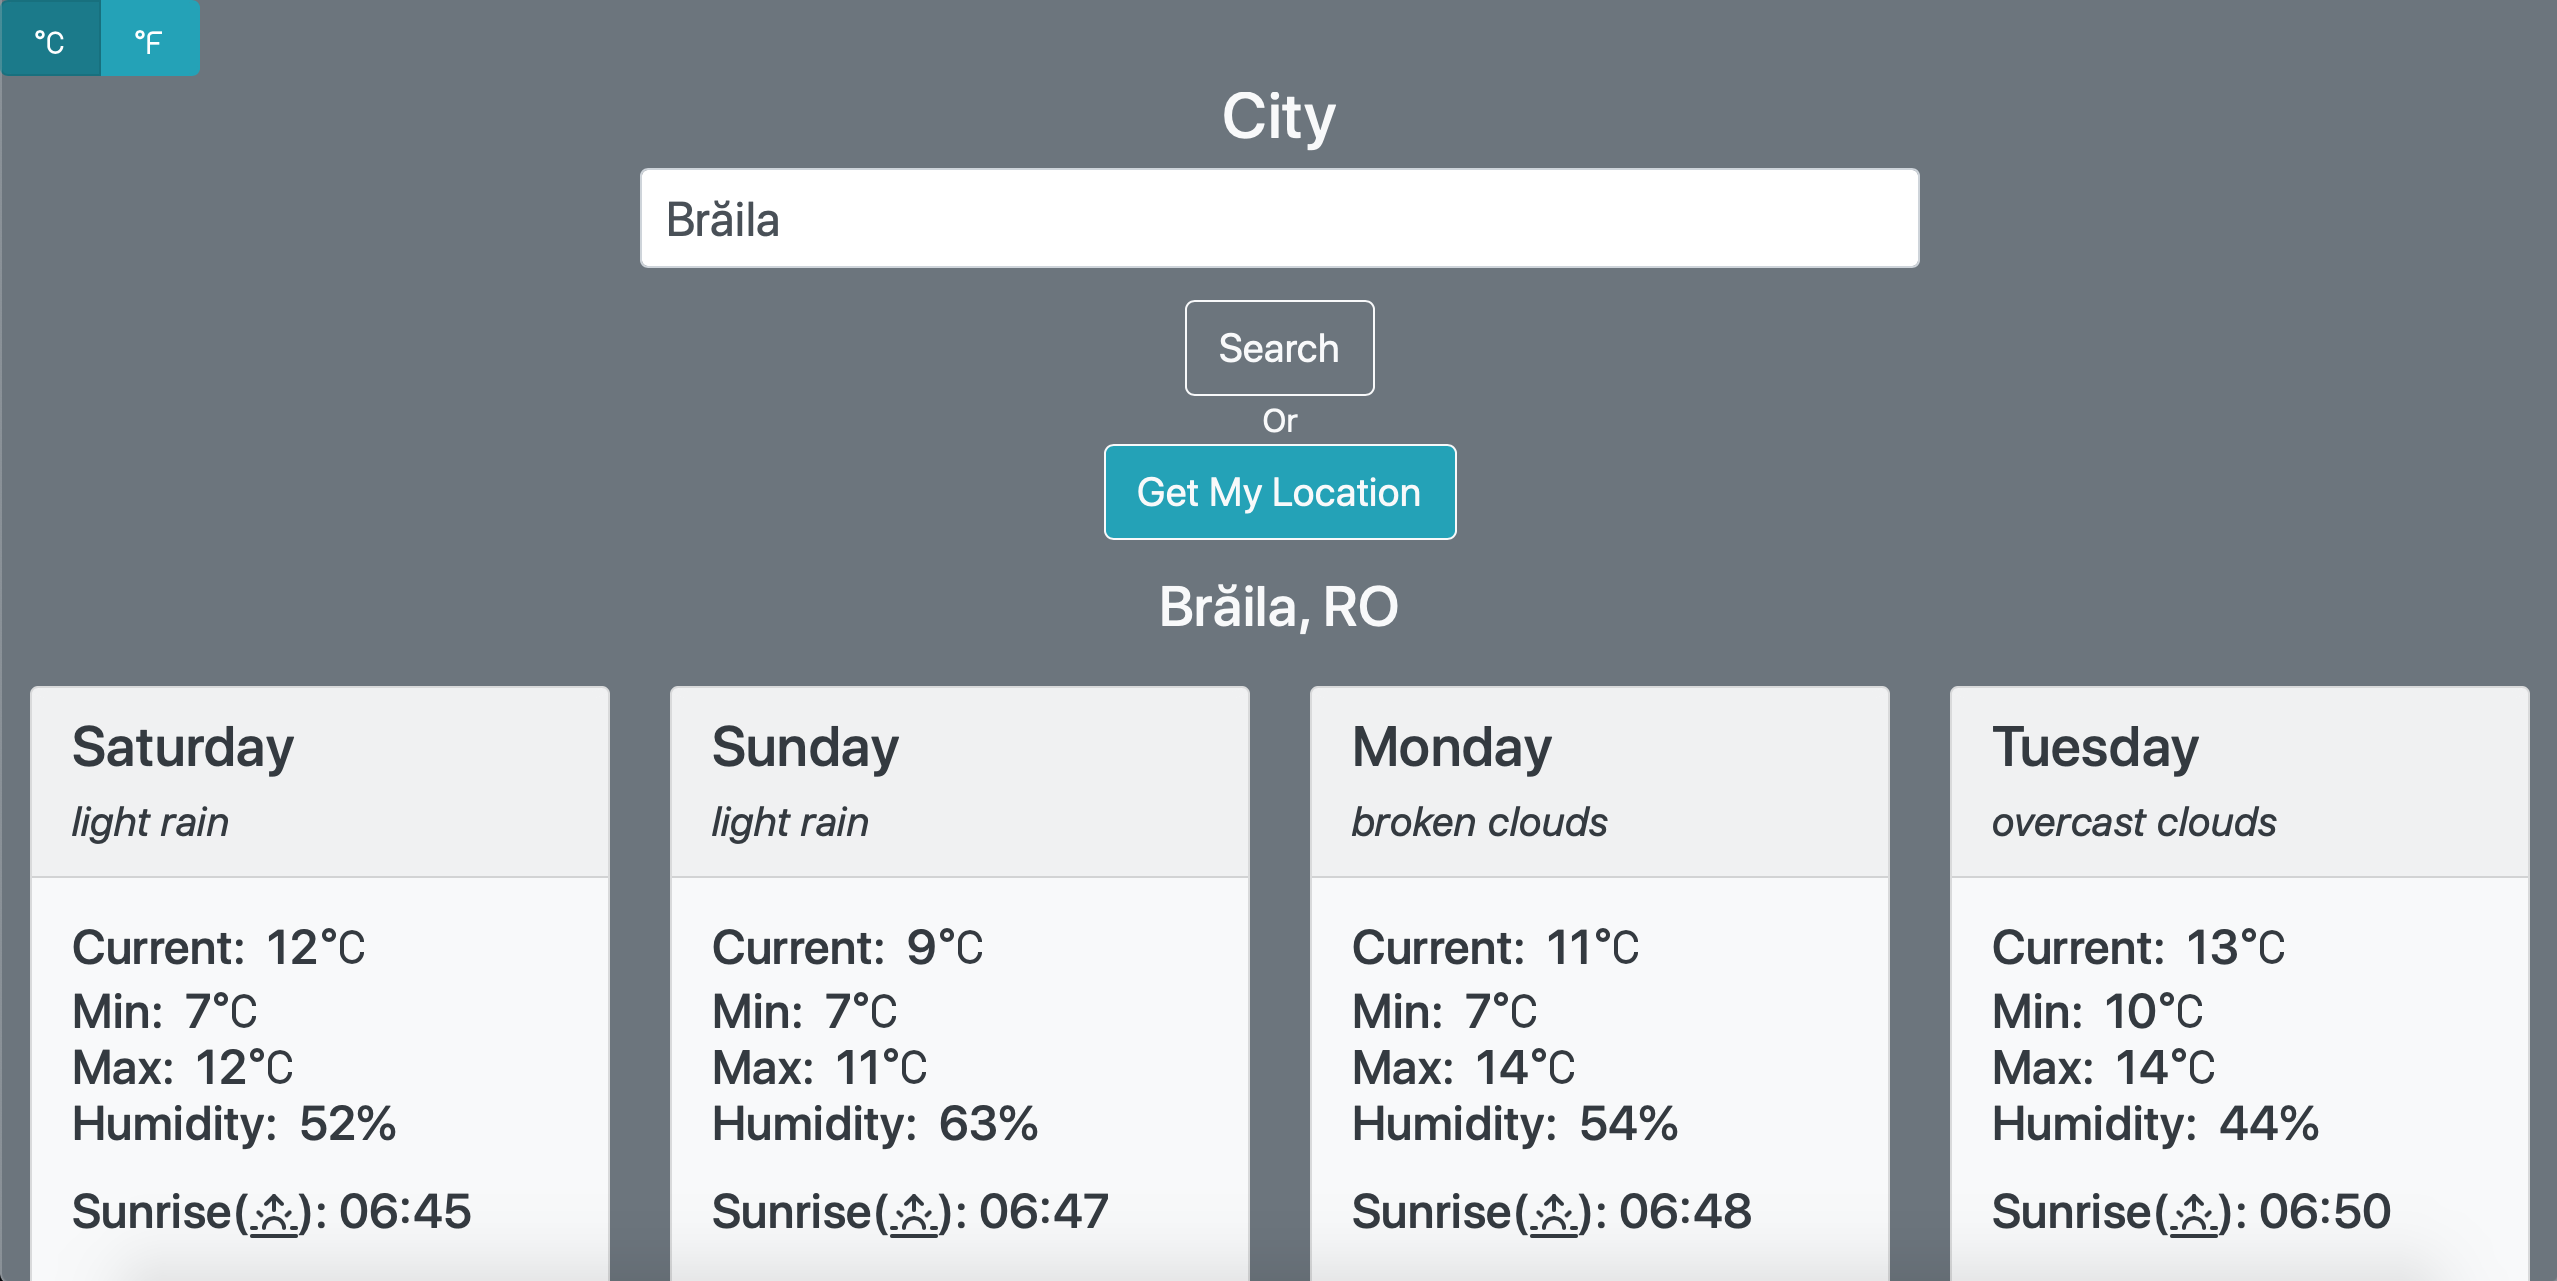 °C °F
City
Brăila
Search
Or
Get My Location
Brăila, RO
Saturday
light rain
Current: 12°C
Min: 7°C
Max: 12°C
Humidity: 52%
Sunrise(): 06:45
Sunday
light rain
Current: 9°C
Min: 7°C
Max: 11°C
Humidity: 63%
Sunrise(): 06:47
Monday
broken clouds
Current: 11°C
Min: 7°C
Max: 14°C
Humidity: 54%
Sunrise(): 06:48
Tuesday
overcast clouds
Current: 13°C
Min: 10°C
Max: 14°C
Humidity: 44%
Sunrise(): 06:50